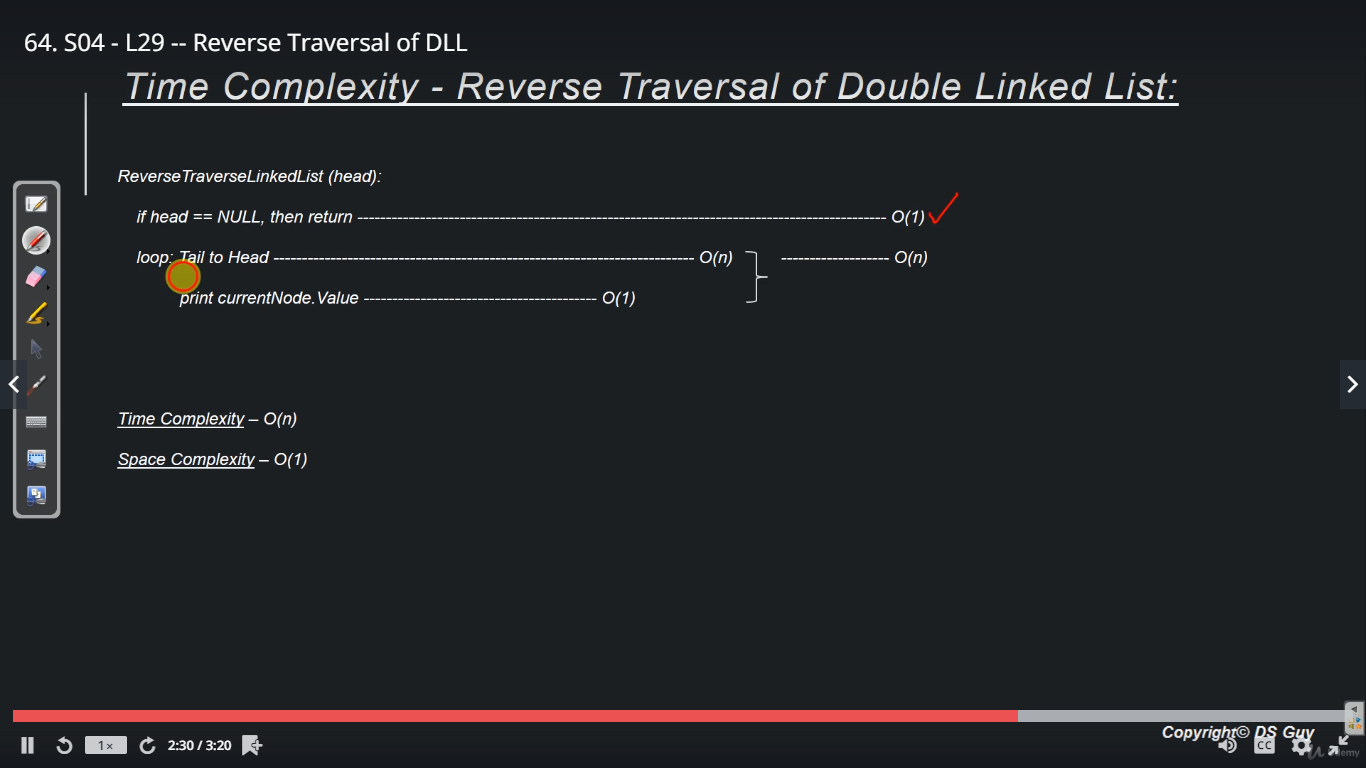 64. S04 - L29 -- Reverse Traversal of DLL
Time Complexity - Reverse Traversal of Double Linked List:
ReverseTraverseLinkedList (head):
if head == NULL, then return ---------------------------------------------------------------------------------------- O(1)
loop: Tail to Head ---------------------------------------------------------------------- O(n) ------------------ O(n)
print currentNode.Value --------------------------------------- O(1)
Time Complexity – O(n)
Space Complexity – O(1)
Copyright© DS Guy
1x 2:30 / 3:20 CC